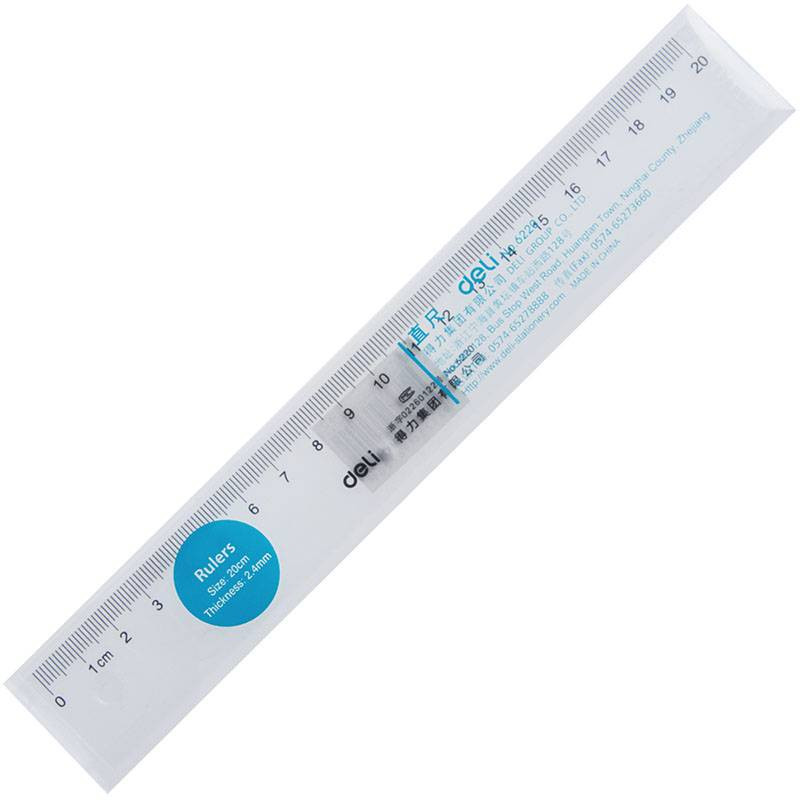 0 1cm 2 3 6 7 8 9 10 11 12 13 14 15 16 17 18 19 20
Rulers
Size: 20cm
Thickness: 2.4mm
deli
得力集团有限公司
直尺
deli No.6220
得力集团有限公司 DELI GROUP CO.,LTD
128, Bus Stop West Road, Huangtan Town, Ninghai County, Zhejiang
0574-65278888 传真(Fax) 0574-65273660
Http://www.deli-stationery.com MADE IN CHINA